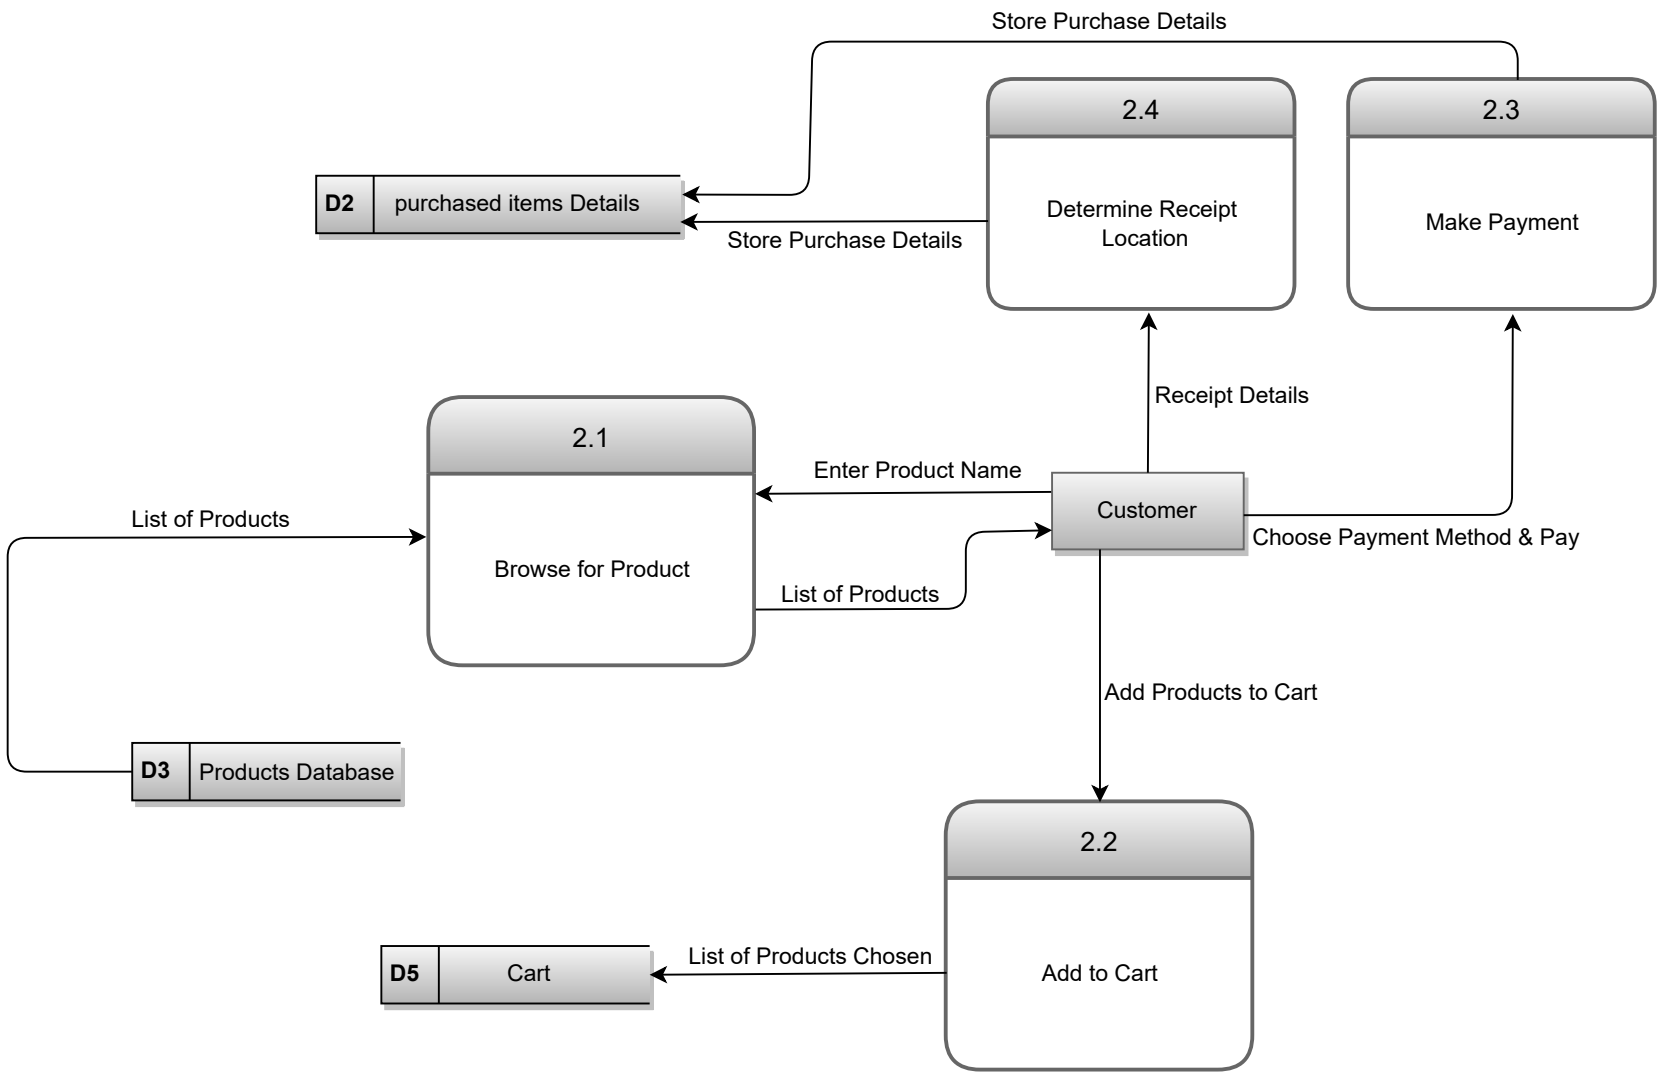 Store Purchase Details
2.4
2.3
D2
purchased items Details
Determine Receipt
Location
Make Payment
Store Purchase Details
Receipt Details
2.1
Enter Product Name
Customer
List of Products
Choose Payment Method & Pay
Browse for Product
List of Products
Add Products to Cart
D3
Products Database
2.2
List of Products Chosen
D5
Cart
Add to Cart